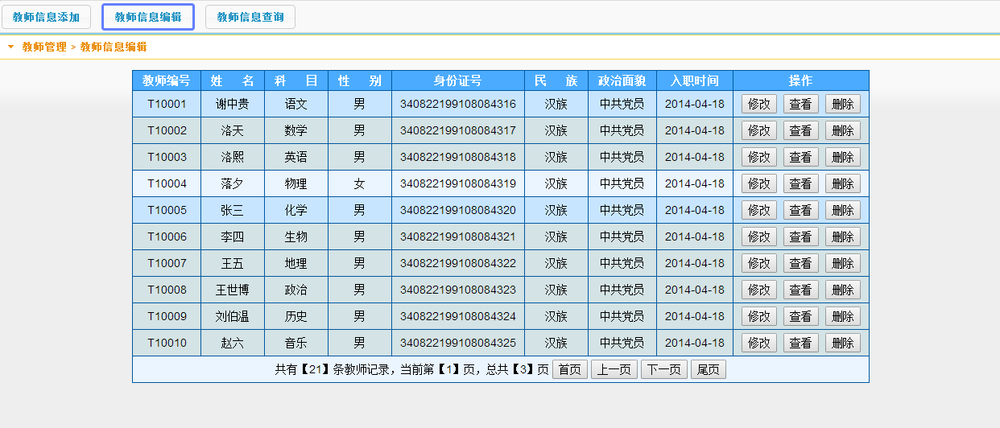 教师信息添加 教师信息编辑 教师信息查询
教师管理 > 教师信息编辑
教师编号 姓 名 科 目 性 别 身份证号 民 族 政治面貌 入职时间 操作
T10001 谢中贵 语文 男 340822199108084316 汉族 中共党员 2014-04-18 修改 查看 删除
T10002 洛天 数学 男 340822199108084317 汉族 中共党员 2014-04-18 修改 查看 删除
T10003 洛熙 英语 男 340822199108084318 汉族 中共党员 2014-04-18 修改 查看 删除
T10004 落夕 物理 女 340822199108084319 汉族 中共党员 2014-04-18 修改 查看 删除
T10005 张三 化学 男 340822199108084320 汉族 中共党员 2014-04-18 修改 查看 删除
T10006 李四 生物 男 340822199108084321 汉族 中共党员 2014-04-18 修改 查看 删除
T10007 王五 地理 男 340822199108084322 汉族 中共党员 2014-04-18 修改 查看 删除
T10008 王世博 政治 男 340822199108084323 汉族 中共党员 2014-04-18 修改 查看 删除
T10009 刘伯温 历史 男 340822199108084324 汉族 中共党员 2014-04-18 修改 查看 删除
T10010 赵六 音乐 男 340822199108084325 汉族 中共党员 2014-04-18 修改 查看 删除
共有【21】条教师记录，当前第【1】页，总共【3】页 首页 上一页 下一页 尾页